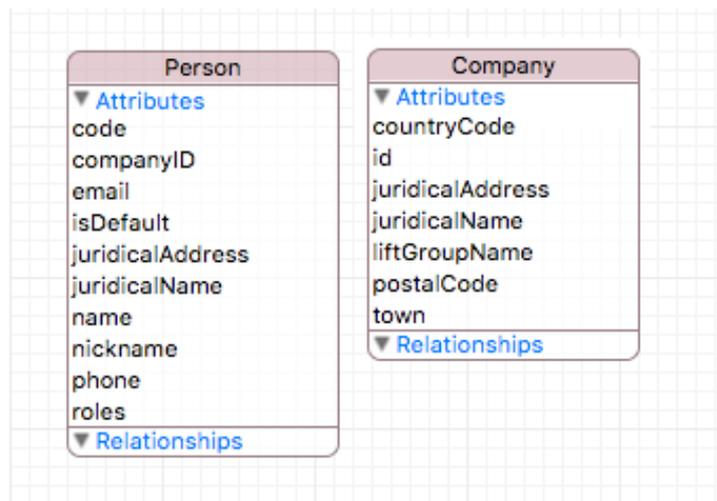 Person
Attributes
code
companyID
email
isDefault
juridicalAddress
juridicalName
name
nickname
phone
roles
Relationships
Company
Attributes
countryCode
id
juridicalAddress
juridicalName
liftGroupName
postalCode
town
Relationships